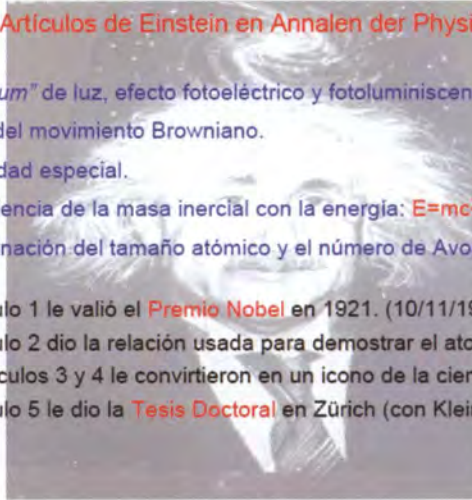 Artículos de Einstein en Annalen der Physi
um" de luz, efecto fotoeléctrico y fotoluminiscen
del movimiento Browniano.
dad especial.
encia de la masa inercial con la energía: E=mc
nación del tamaño atómico y el número de Avo
ulo 1 le valió el Premio Nobel en 1921. (10/11/19
ulo 2 dio la relación usada para demostrar el ato
culos 3 y 4 le convirtieron en un icono de la cien
ulo 5 le dio la Tesis Doctoral en Zürich (con Klei